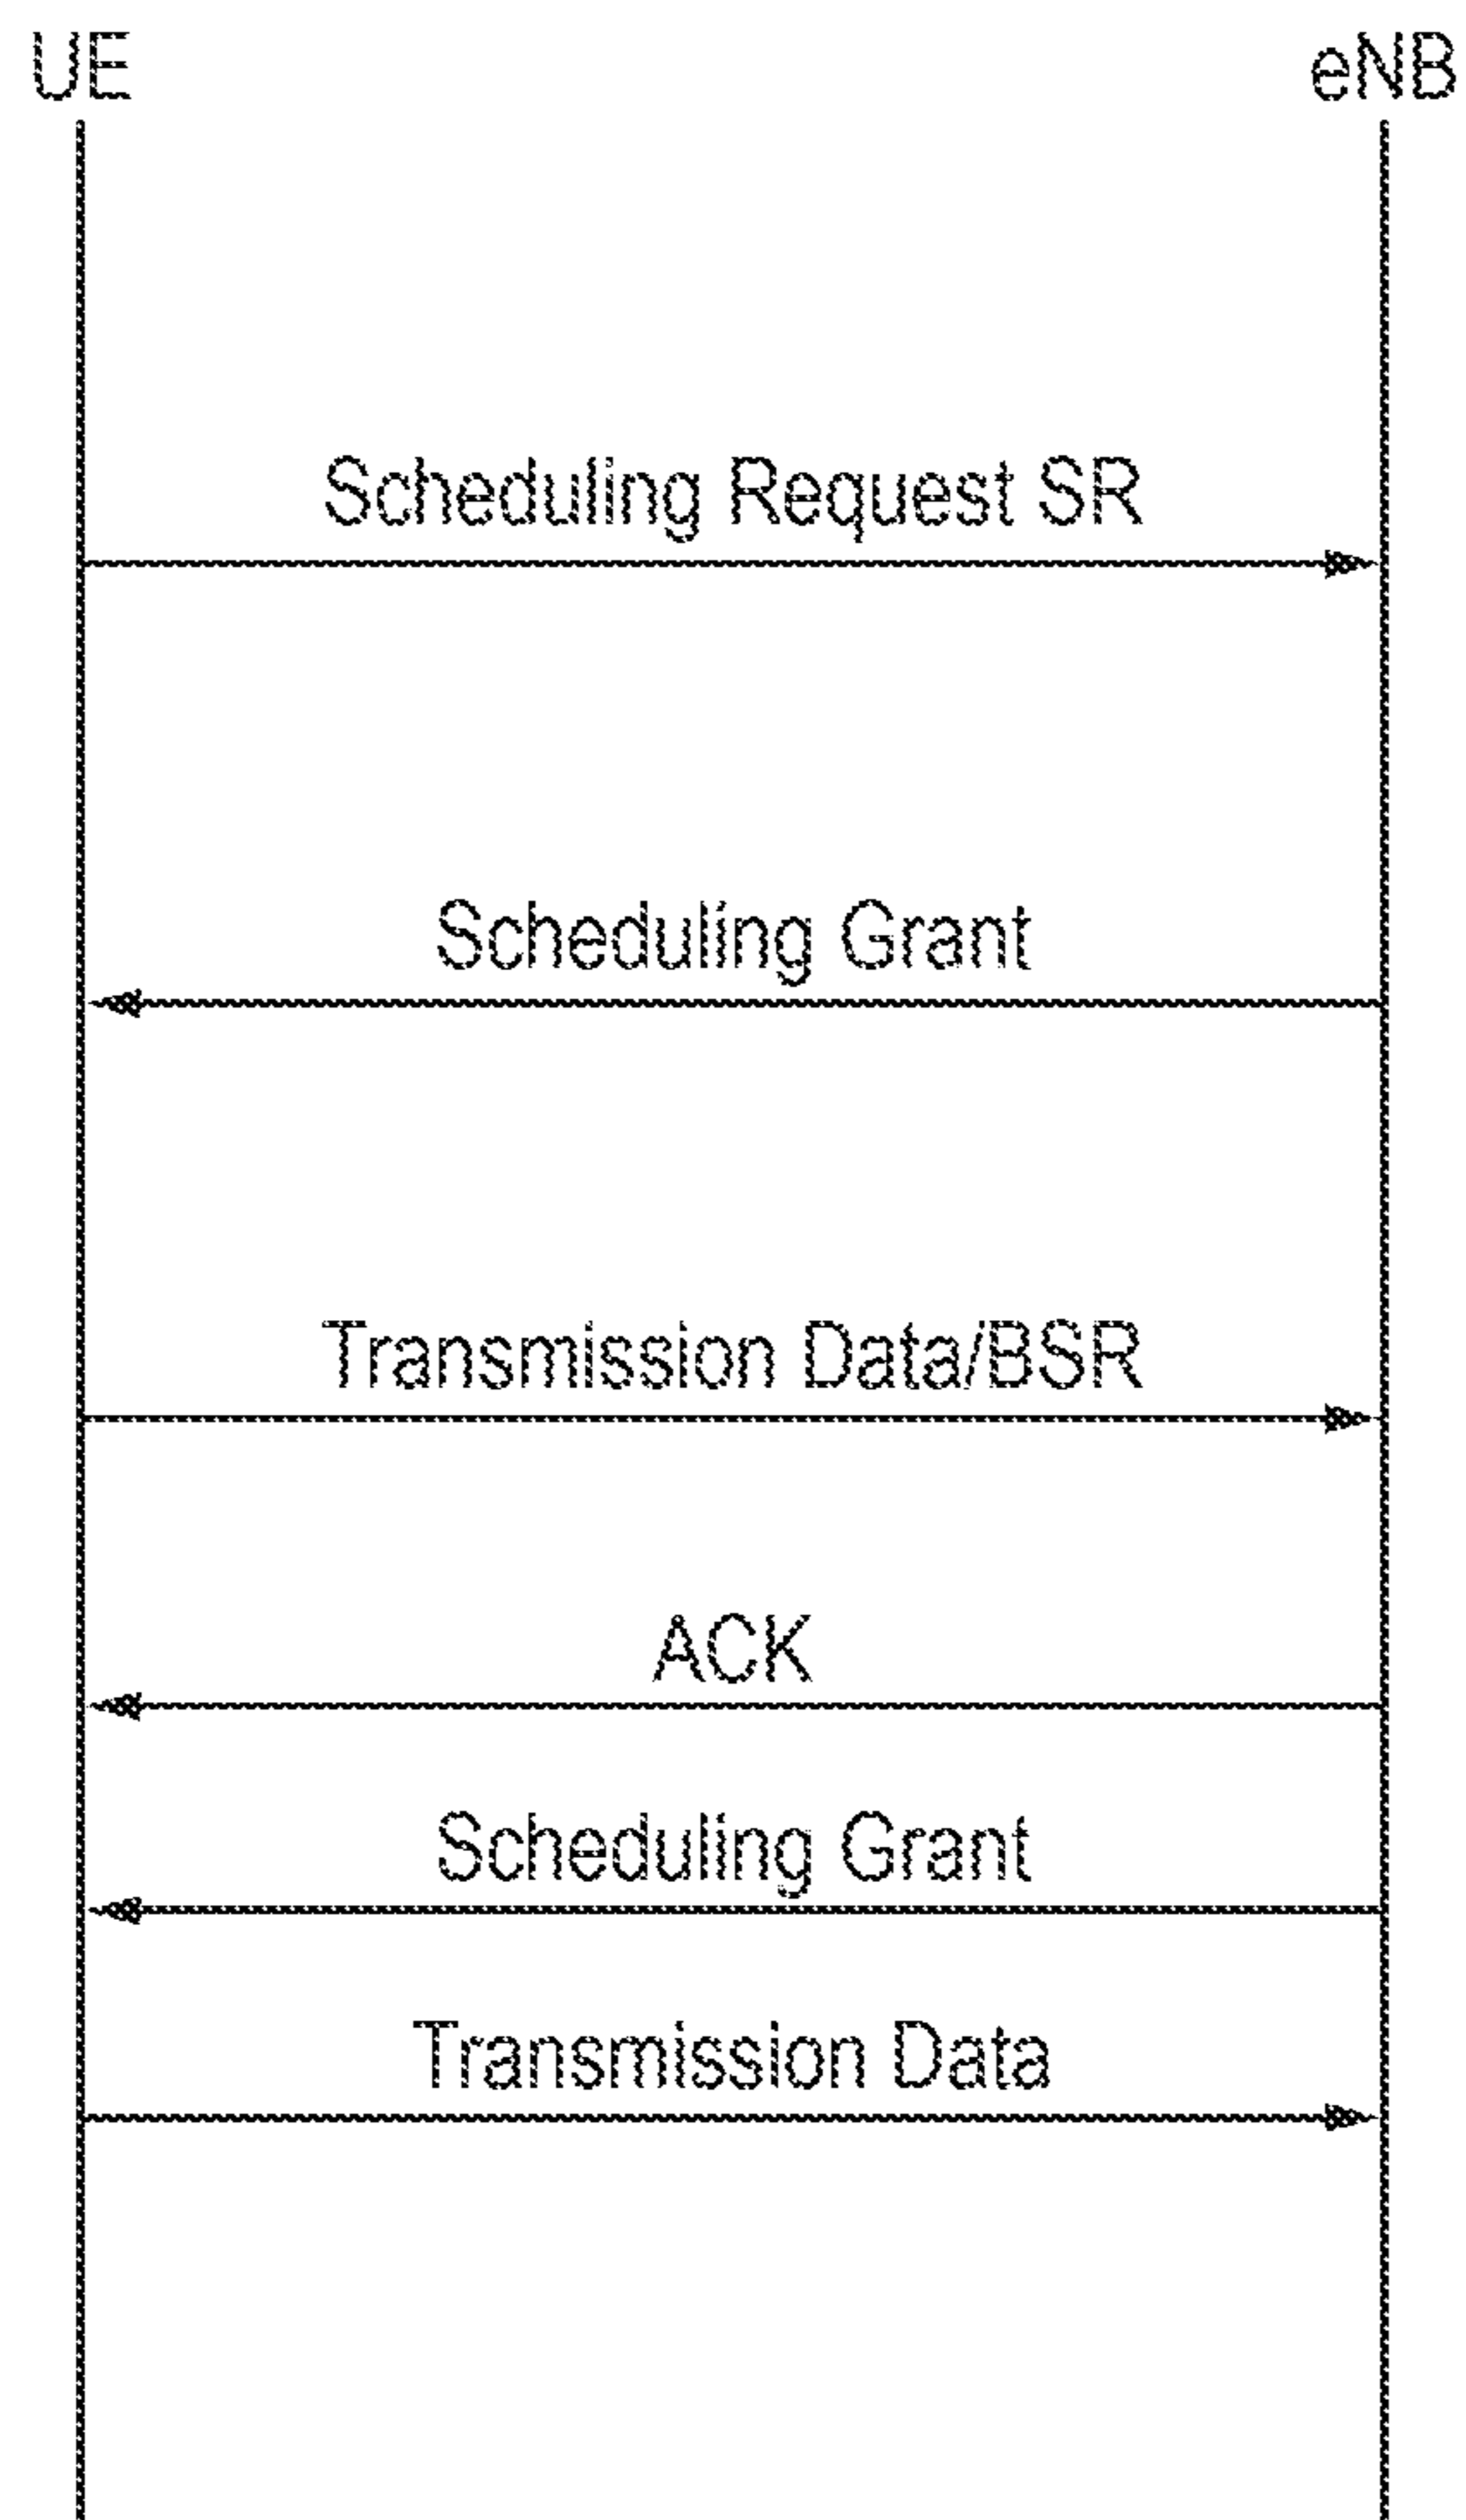 UE eNB
Scheduling Request SR
Scheduling Grant
Transmission Data/BSR
ACK
Scheduling Grant
Transmission Data